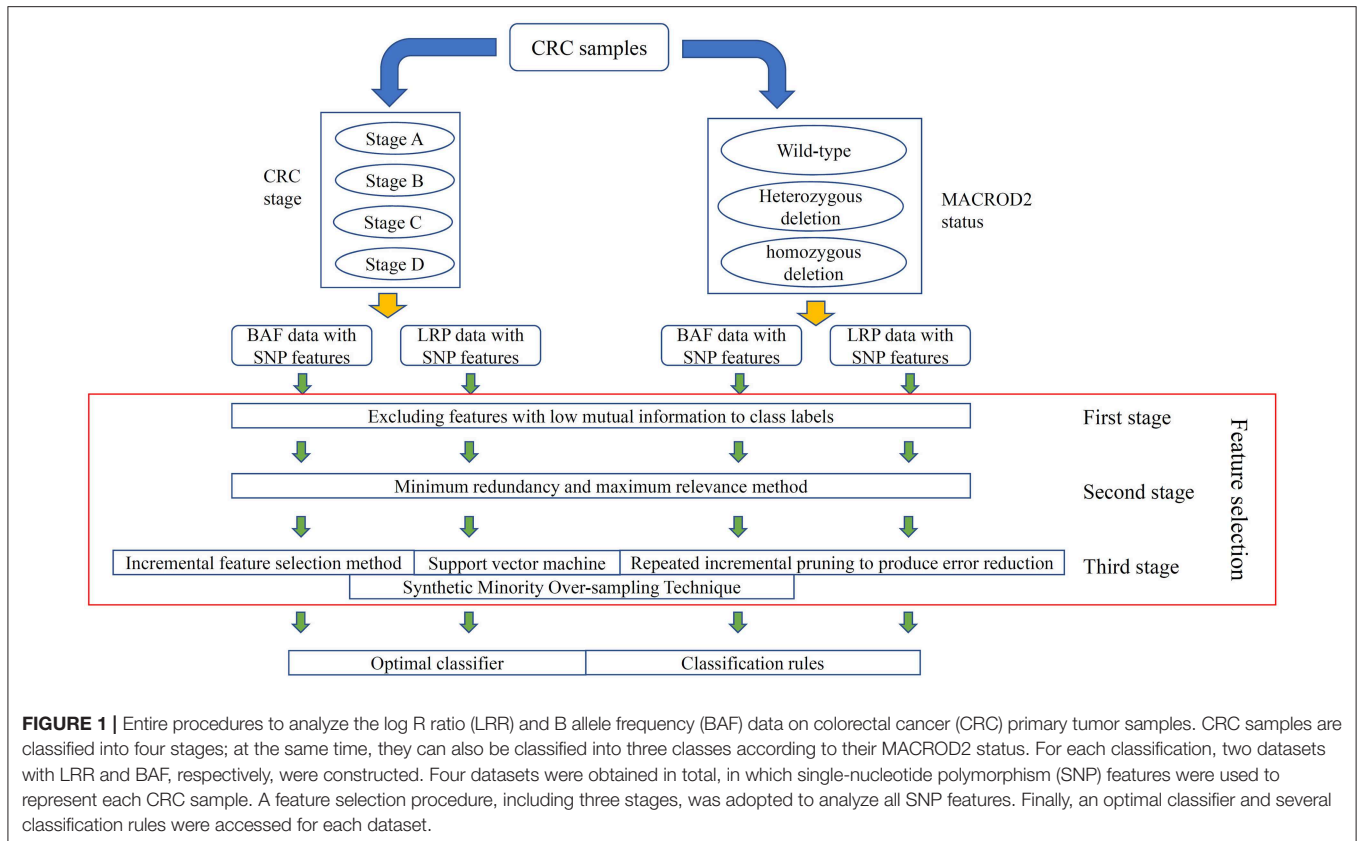 CRC samples
CRC
stage
Stage A
Stage B
Stage C
Stage D
Wild-type
Heterozygous
deletion
homozygous
deletion
MACROD2
status
BAF data with
SNP features
LRP data with
SNP features
BAF data with
SNP features
LRP data with
SNP features
Excluding features with low mutual information to class labels
First stage
Minimum redundancy and maximum relevance method
Second stage
Incremental feature selection method
Support vector machine
Repeated incremental pruning to produce error reduction
Third stage
Synthetic Minority Over-sampling Technique
Feature selection
Optimal classifier
Classification rules
FIGURE 1 | Entire procedures to analyze the log R ratio (LRR) and B allele frequency (BAF) data on colorectal cancer (CRC) primary tumor samples. CRC samples are
classified into four stages; at the same time, they can also be classified into three classes according to their MACROD2 status. For each classification, two datasets
with LRR and BAF, respectively, were constructed. Four datasets were obtained in total, in which single-nucleotide polymorphism (SNP) features were used to
represent each CRC sample. A feature selection procedure, including three stages, was adopted to analyze all SNP features. Finally, an optimal classifier and several
classification rules were accessed for each dataset.